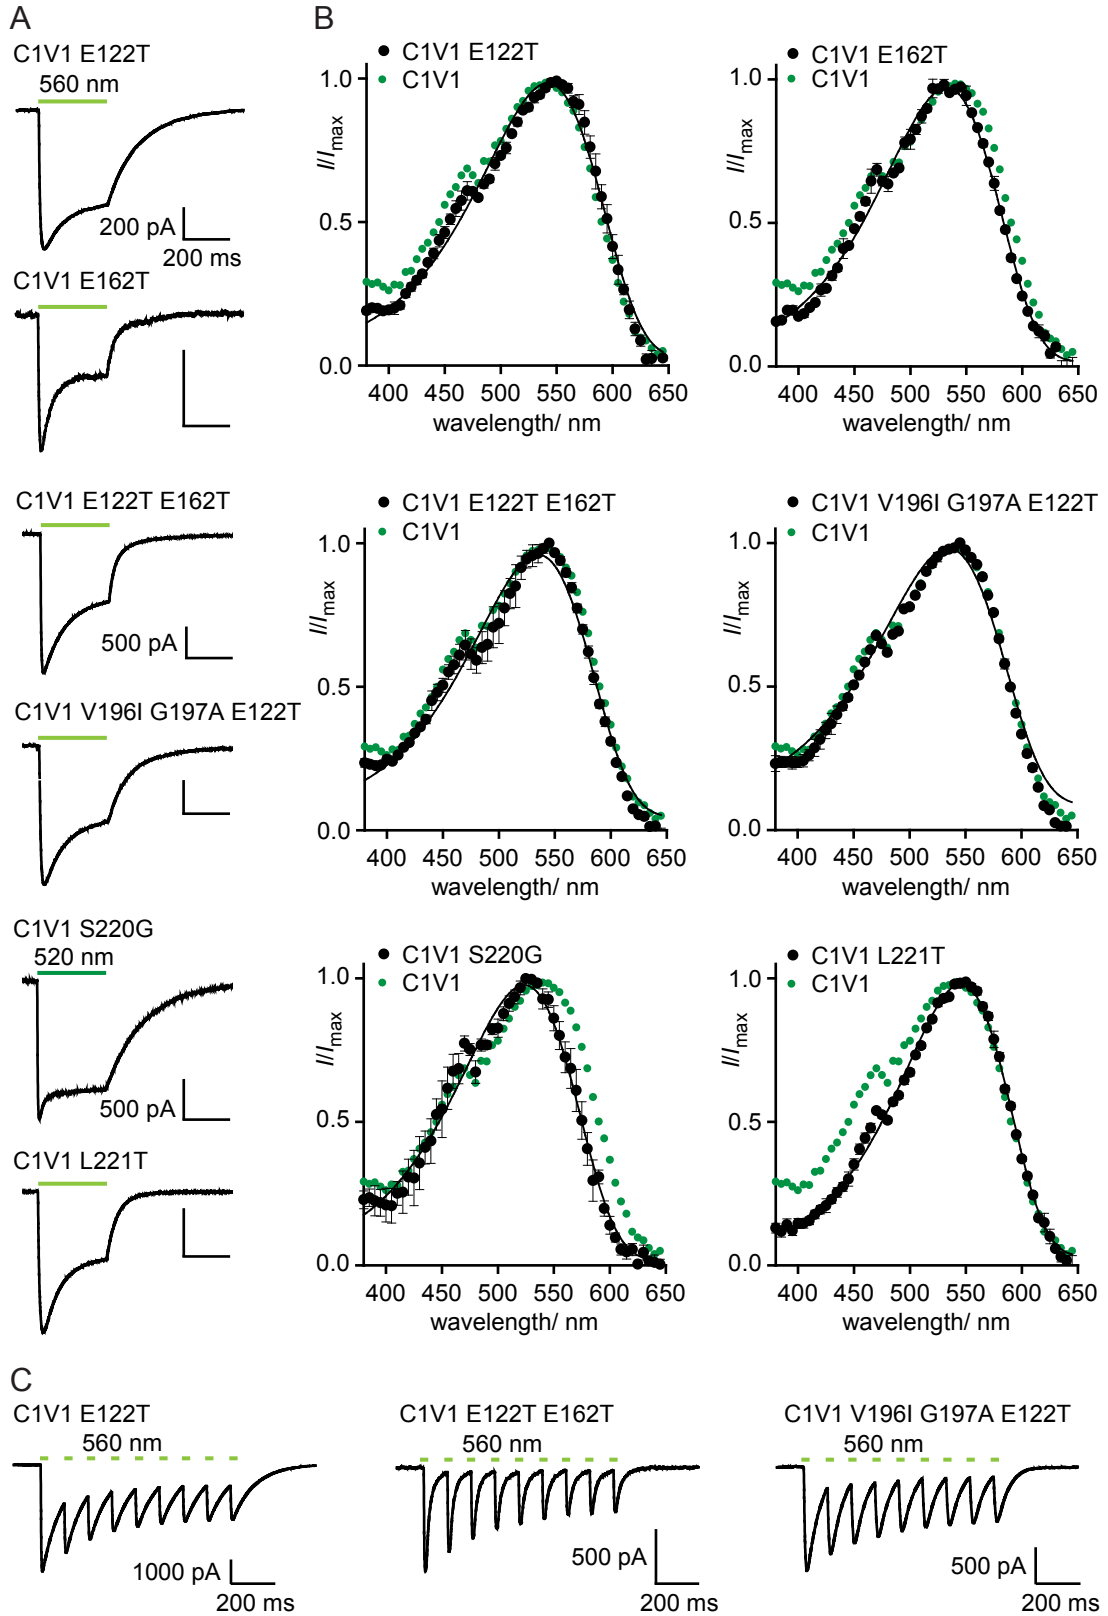 A
C1V1 E122T
560 nm
200 pA
200 ms
C1V1 E162T
C1V1 E122T E162T
500 pA
C1V1 V196I G197A E122T
C1V1 S220G
520 nm
500 pA
C1V1 L221T
B
C1V1 E122T
C1V1
1.0
0.5
0.0
I/Imax
400 450 500 550 600 650
wavelength/ nm
C1V1 E162T
C1V1
1.0
0.5
0.0
I/Imax
400 450 500 550 600 650
wavelength/ nm
C1V1 E122T E162T
C1V1
1.0
0.5
0.0
I/Imax
400 450 500 550 600 650
wavelength/ nm
C1V1 V196I G197A E122T
C1V1
1.0
0.5
0.0
I/Imax
400 450 500 550 600 650
wavelength/ nm
C1V1 S220G
C1V1
1.0
0.5
0.0
I/Imax
400 450 500 550 600 650
wavelength/ nm
C1V1 L221T
C1V1
1.0
0.5
0.0
I/Imax
400 450 500 550 600 650
wavelength/ nm
C
C1V1 E122T
560 nm
1000 pA
200 ms
C1V1 E122T E162T
560 nm
500 pA
200 ms
C1V1 V196I G197A E122T
560 nm
500 pA
200 ms